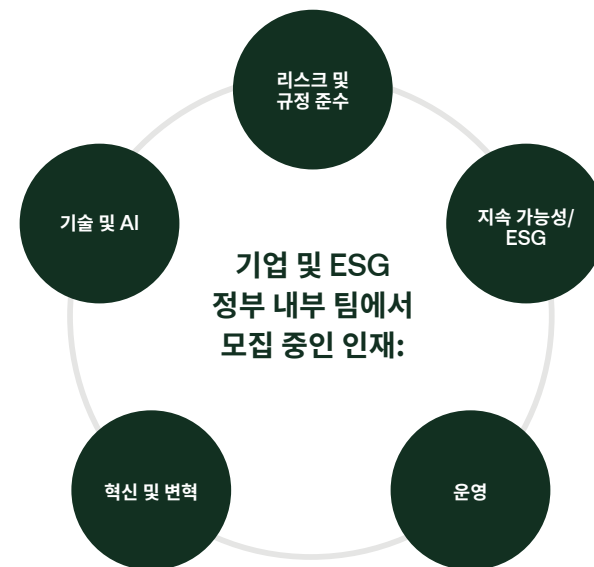 리스크 및
규정 준수
기술 및 AI
지속 가능성/
ESG
기업 및 ESG
정부 내부 팀에서
모집 중인 인재:
혁신 및 변혁
운영